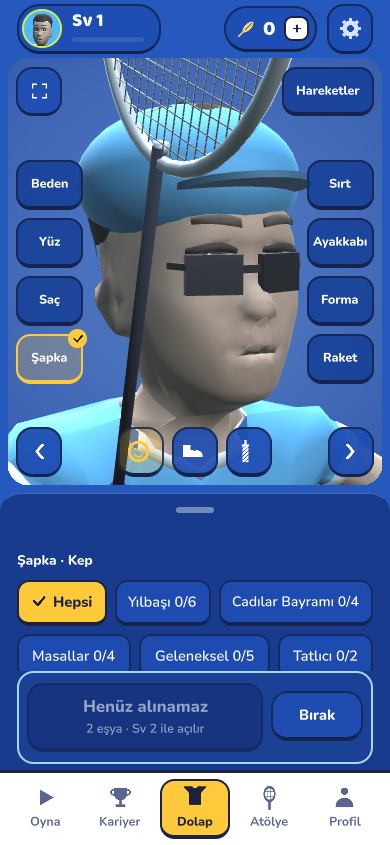 Sv 1
0
+
Hareketler
Beden
Sırt
Yüz
Ayakkabı
Saç
Forma
Şapka
Raket
Şapka · Kep
Hepsi
Yılbaşı 0/6
Cadılar Bayramı 0/4
Masallar 0/4
Geleneksel 0/5
Tatlıcı 0/2
Henüz alınamaz
2 eşya · Sv 2 ile açılır
Bırak
Oyna
Kariyer
Dolap
Atölye
Profil